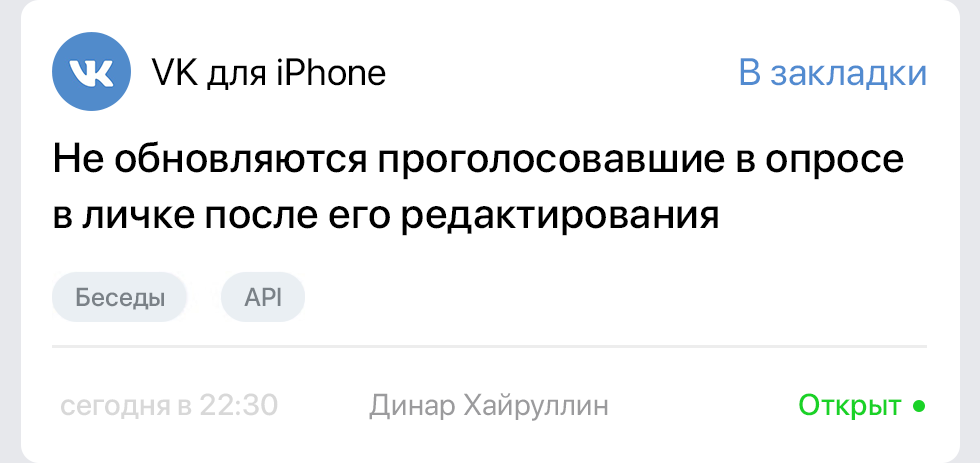 VK для iPhone
В закладки
Не обновляются проголосовавшие в опросе
в личке после его редактирования
Беседы API
сегодня в 22:30 Динар Хайруллин Открыт